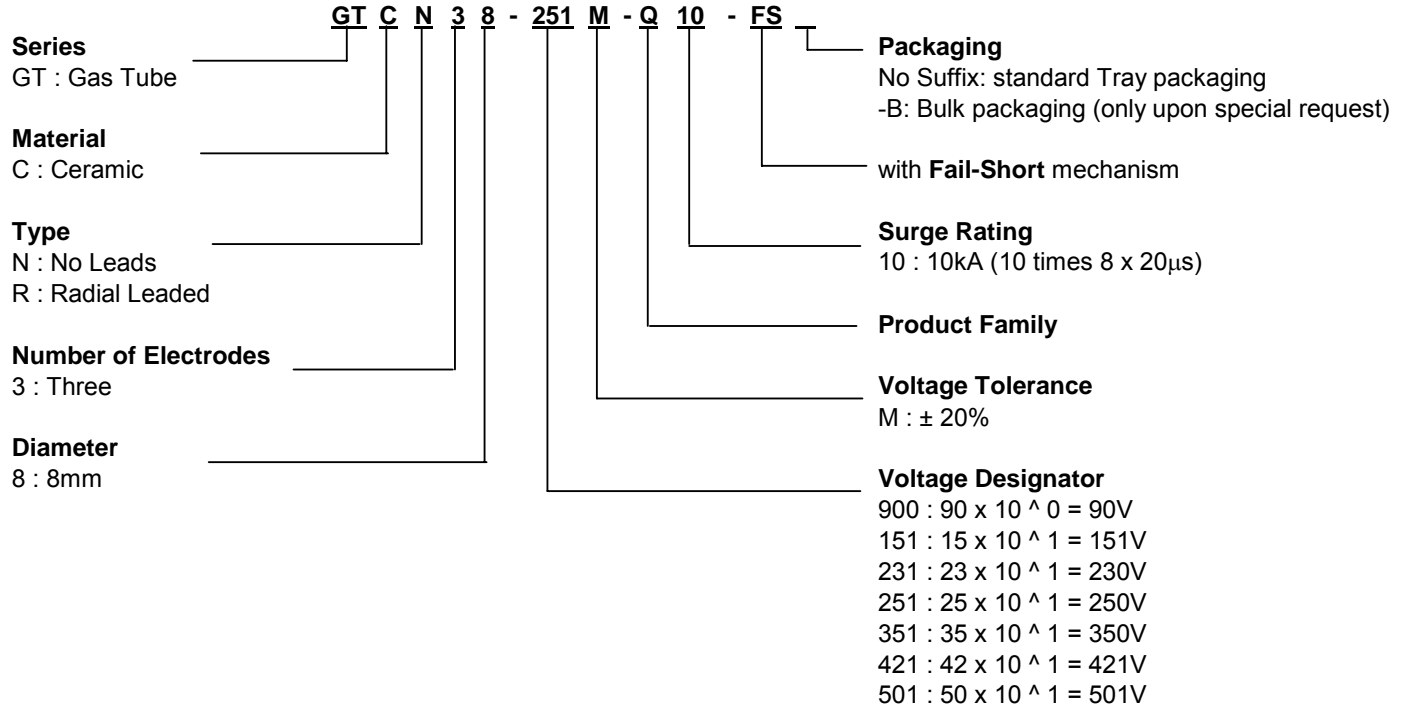 GT C N 3 8 - 251 M - Q 10 - FS _
Series
GT : Gas Tube
Material
C : Ceramic
Type
N : No Leads
R : Radial Leaded
Number of Electrodes
3 : Three
Diameter
8 : 8mm
Packaging
No Suffix: standard Tray packaging
-B: Bulk packaging (only upon special request)
with Fail-Short mechanism
Surge Rating
10 : 10kA (10 times 8 x 20µs)
Product Family
Voltage Tolerance
M : ± 20%
Voltage Designator
900 : 90 x 10 ^ 0 = 90V
151 : 15 x 10 ^ 1 = 151V
231 : 23 x 10 ^ 1 = 230V
251 : 25 x 10 ^ 1 = 250V
351 : 35 x 10 ^ 1 = 350V
421 : 42 x 10 ^ 1 = 421V
501 : 50 x 10 ^ 1 = 501V